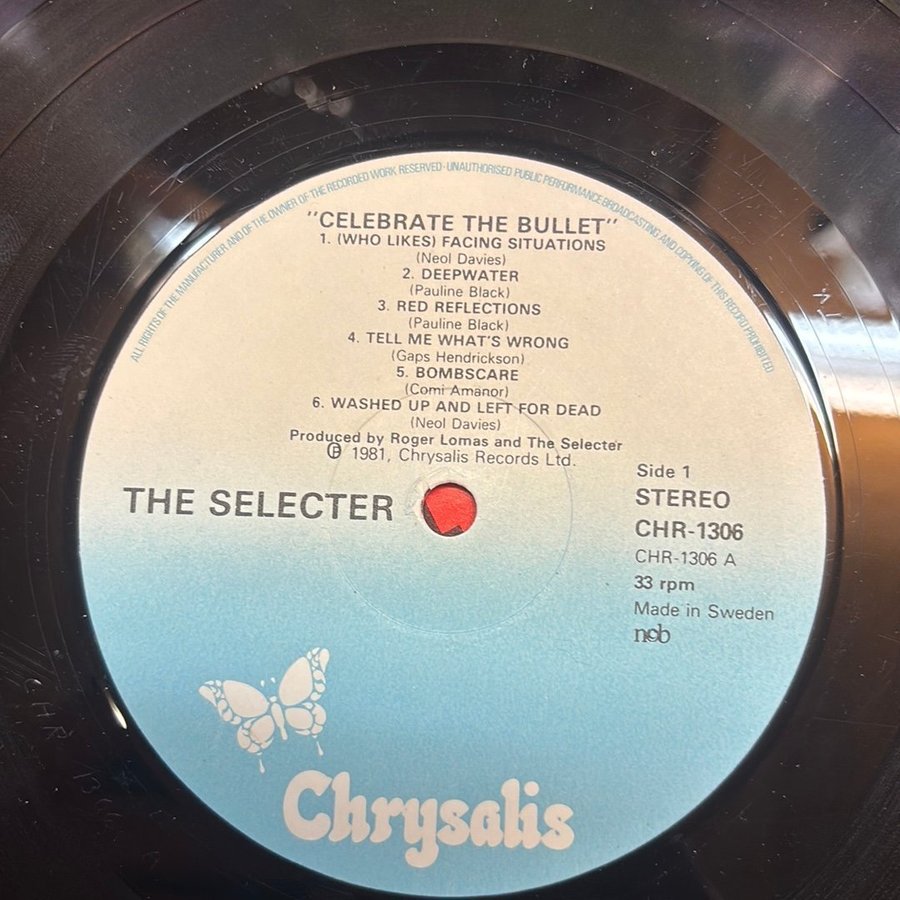 ALL RIGHTS OF THE MANUFACTURER AND OF THE OWNER OF THE RECORDED WORK RESERVED · UNAUTHORISED PUBLIC PERFORMANCE BROADCASTING AND COPYING OF THIS RECORD PROHIBITED
"CELEBRATE THE BULLET"
1. (WHO LIKES) FACING SITUATIONS
(Neol Davies)
2. DEEPWATER
(Pauline Black)
3. RED REFLECTIONS
(Pauline Black)
4. TELL ME WHAT'S WRONG
(Gaps Hendrickson)
5. BOMBSCARE
(Comi Amanor)
6. WASHED UP AND LEFT FOR DEAD
(Neol Davies)
Produced by Roger Lomas and The Selecter
Ⓟ 1981, Chrysalis Records Ltd.
THE SELECTER
Side 1
STEREO
CHR-1306
CHR-1306 A
33 rpm
Made in Sweden
ncb
Chrysalis
CHR